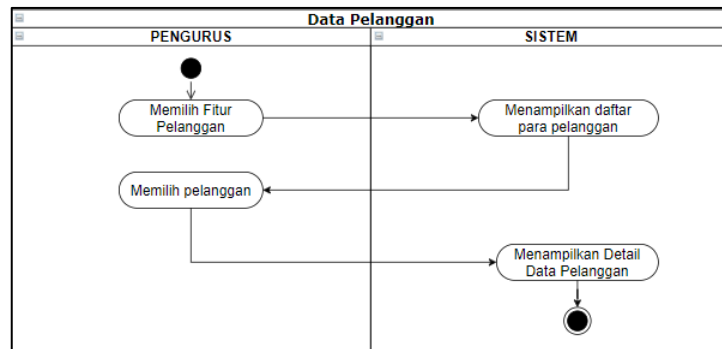 Data Pelanggan
PENGURUS
SISTEM
Memilih Fitur
Pelanggan
Menampilkan daftar
para pelanggan
Memilih pelanggan
Menampilkan Detail
Data Pelanggan